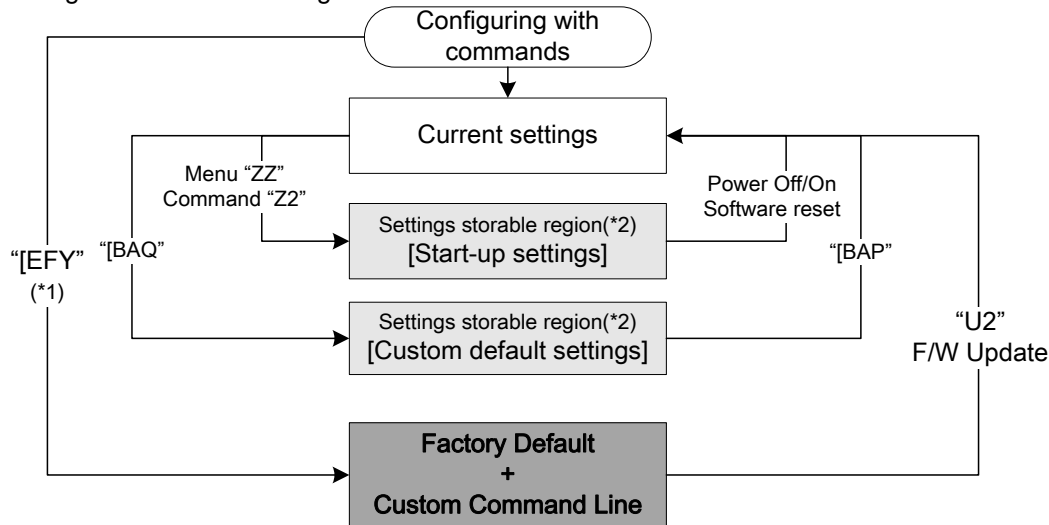 Configuring with
commands
Current settings
Menu “ZZ”
Command “Z2”
Power Off/On
Software reset
Settings storable region(*2)
[Start-up settings]
“[EFY”
(*1)
“[BAQ”
“[BAP”
Settings storable region(*2)
[Custom default settings]
“U2”
F/W Update
Factory Default
+
Custom Command Line